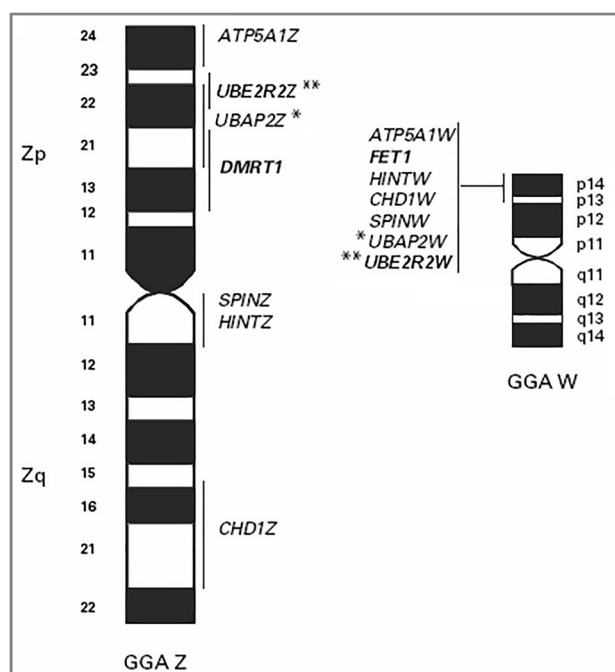 24
ATP5A1Z
23
UBE2R2Z **
22
UBAP2Z *
21
Zp
DMRT1
13
12
11
SPINZ
11
HINTZ
12
13
14
15
Zq
16
CHD1Z
21
22
GGA Z
ATP5A1W
FET1
HINTW
CHD1W
SPINW
* UBAP2W
** UBE2R2W
p14
p13
p12
p11
q11
q12
q13
q14
GGA W